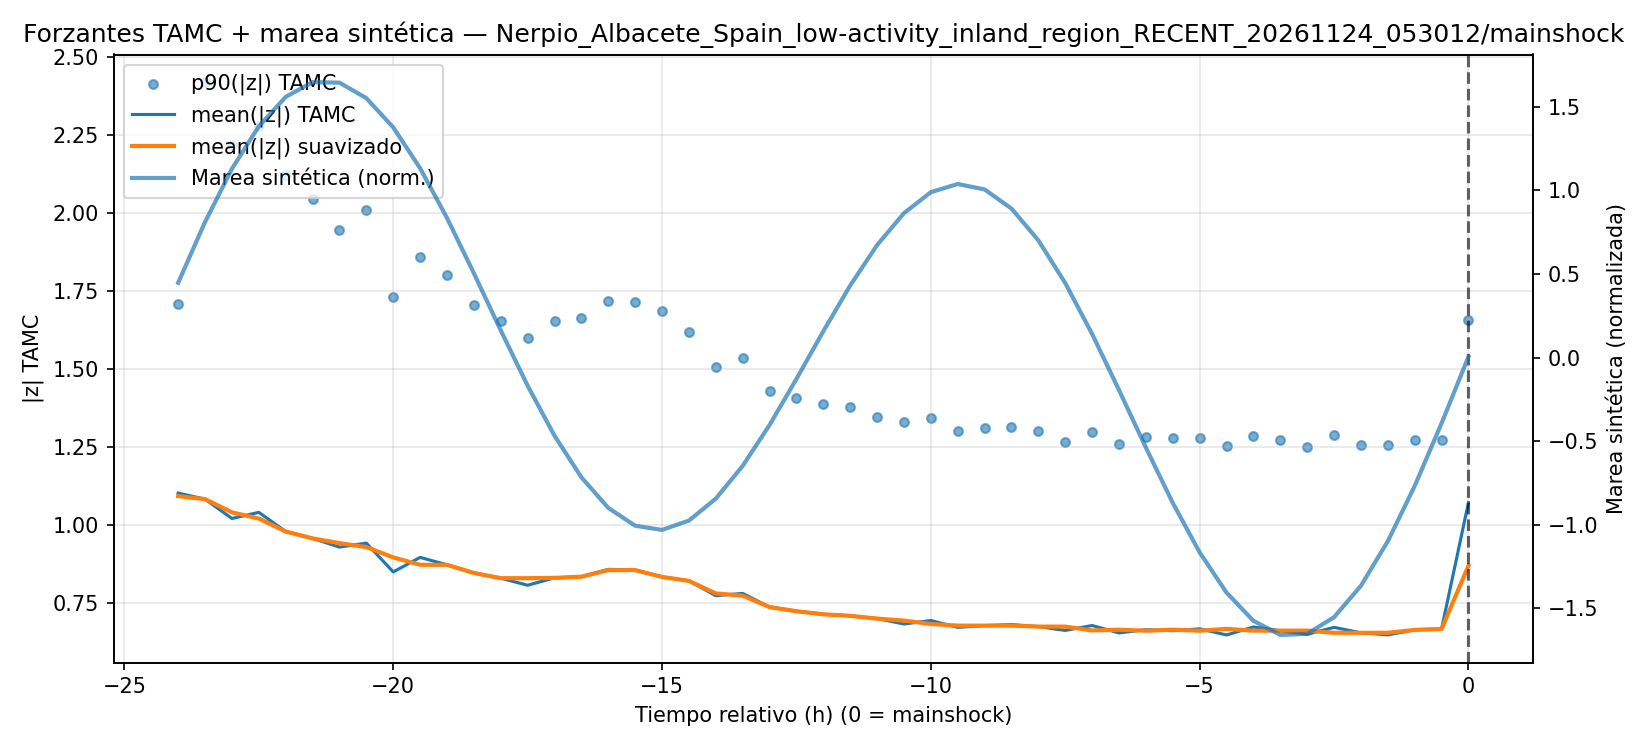 Forzantes TAMC + marea sintética — Nerpio_Albacete_Spain_low-activity_inland_region_RECENT_20261124_053012/mainshock
p90(|z|) TAMC
mean(|z|) TAMC
mean(|z|) suavizado
Marea sintética (norm.)
|z| TAMC
2.50
2.25
2.00
1.75
1.50
1.25
1.00
0.75
1.5
1.0
0.5
0.0
−0.5
−1.0
−1.5
Marea sintética (normalizada)
−25
−20
−15
−10
−5
0
Tiempo relativo (h) (0 = mainshock)